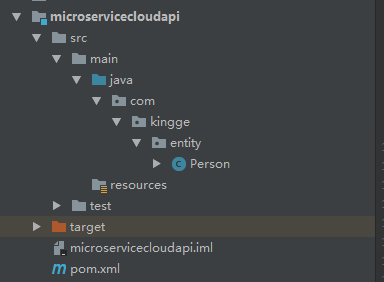 microservicecloudapi
src
main
java
com
kingge
entity
C Person
resources
test
target
microservicecloudapi.iml
m pom.xml